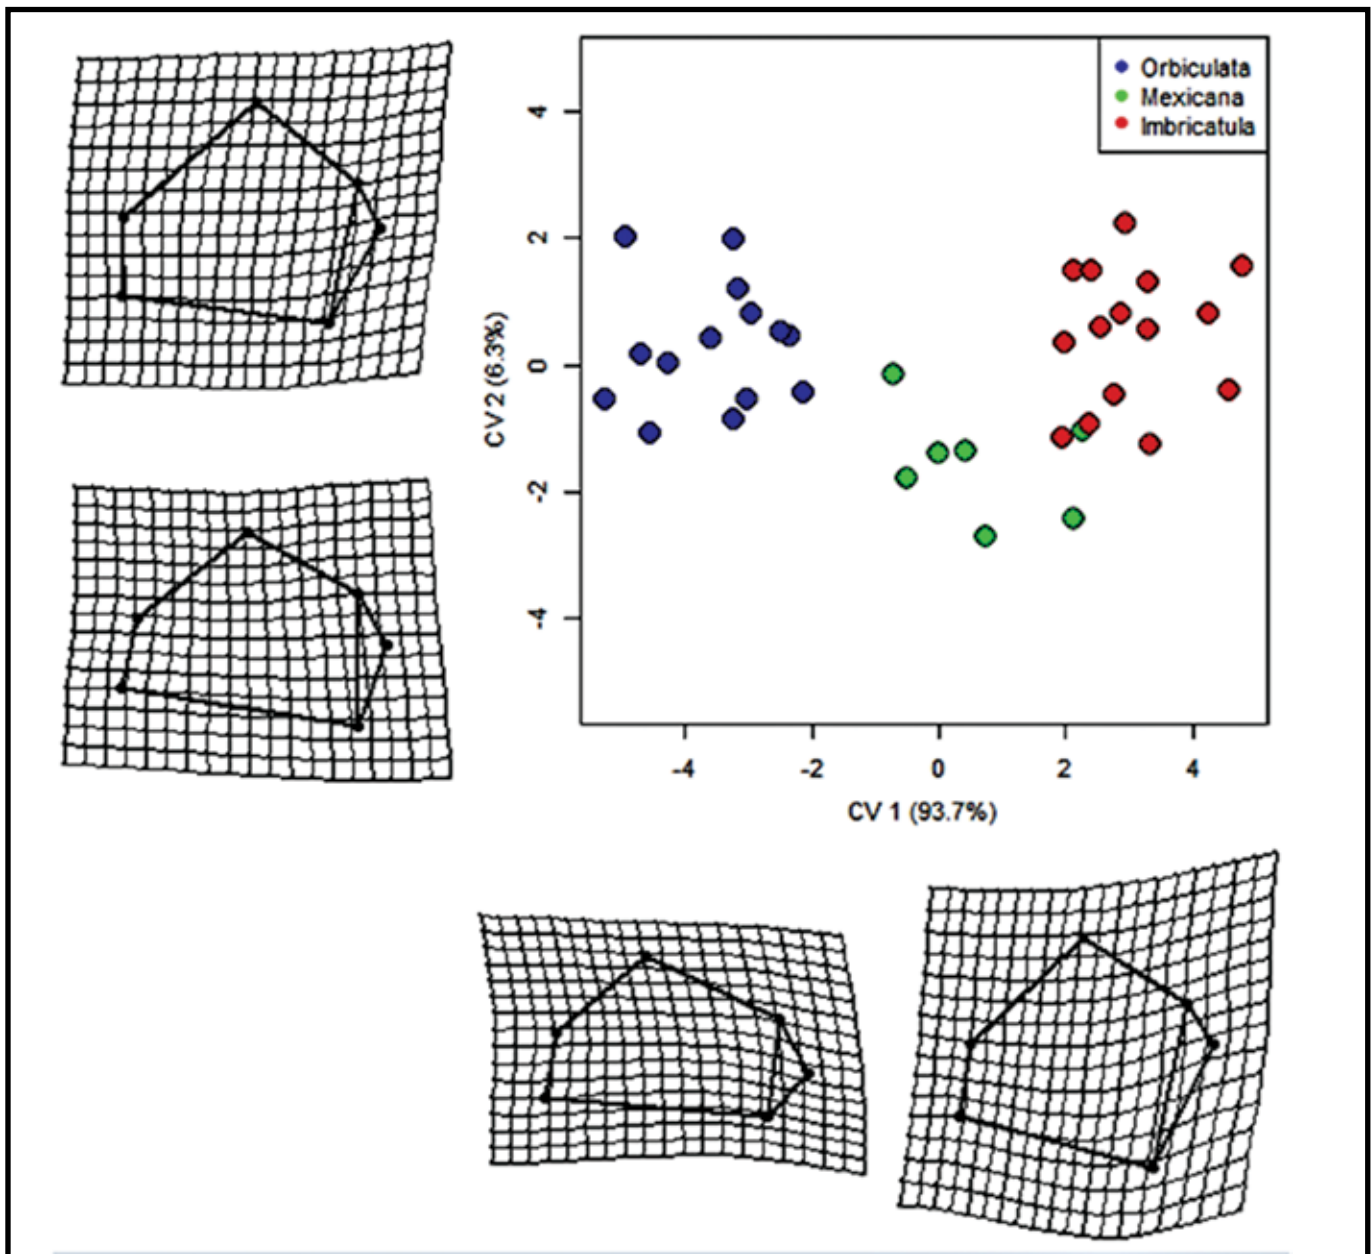 Orbiculata
Mexicana
Imbricatula
4
2
0
-2
-4
CV 2 (6.3%)
-4 -2 0 2 4
CV 1 (93.7%)